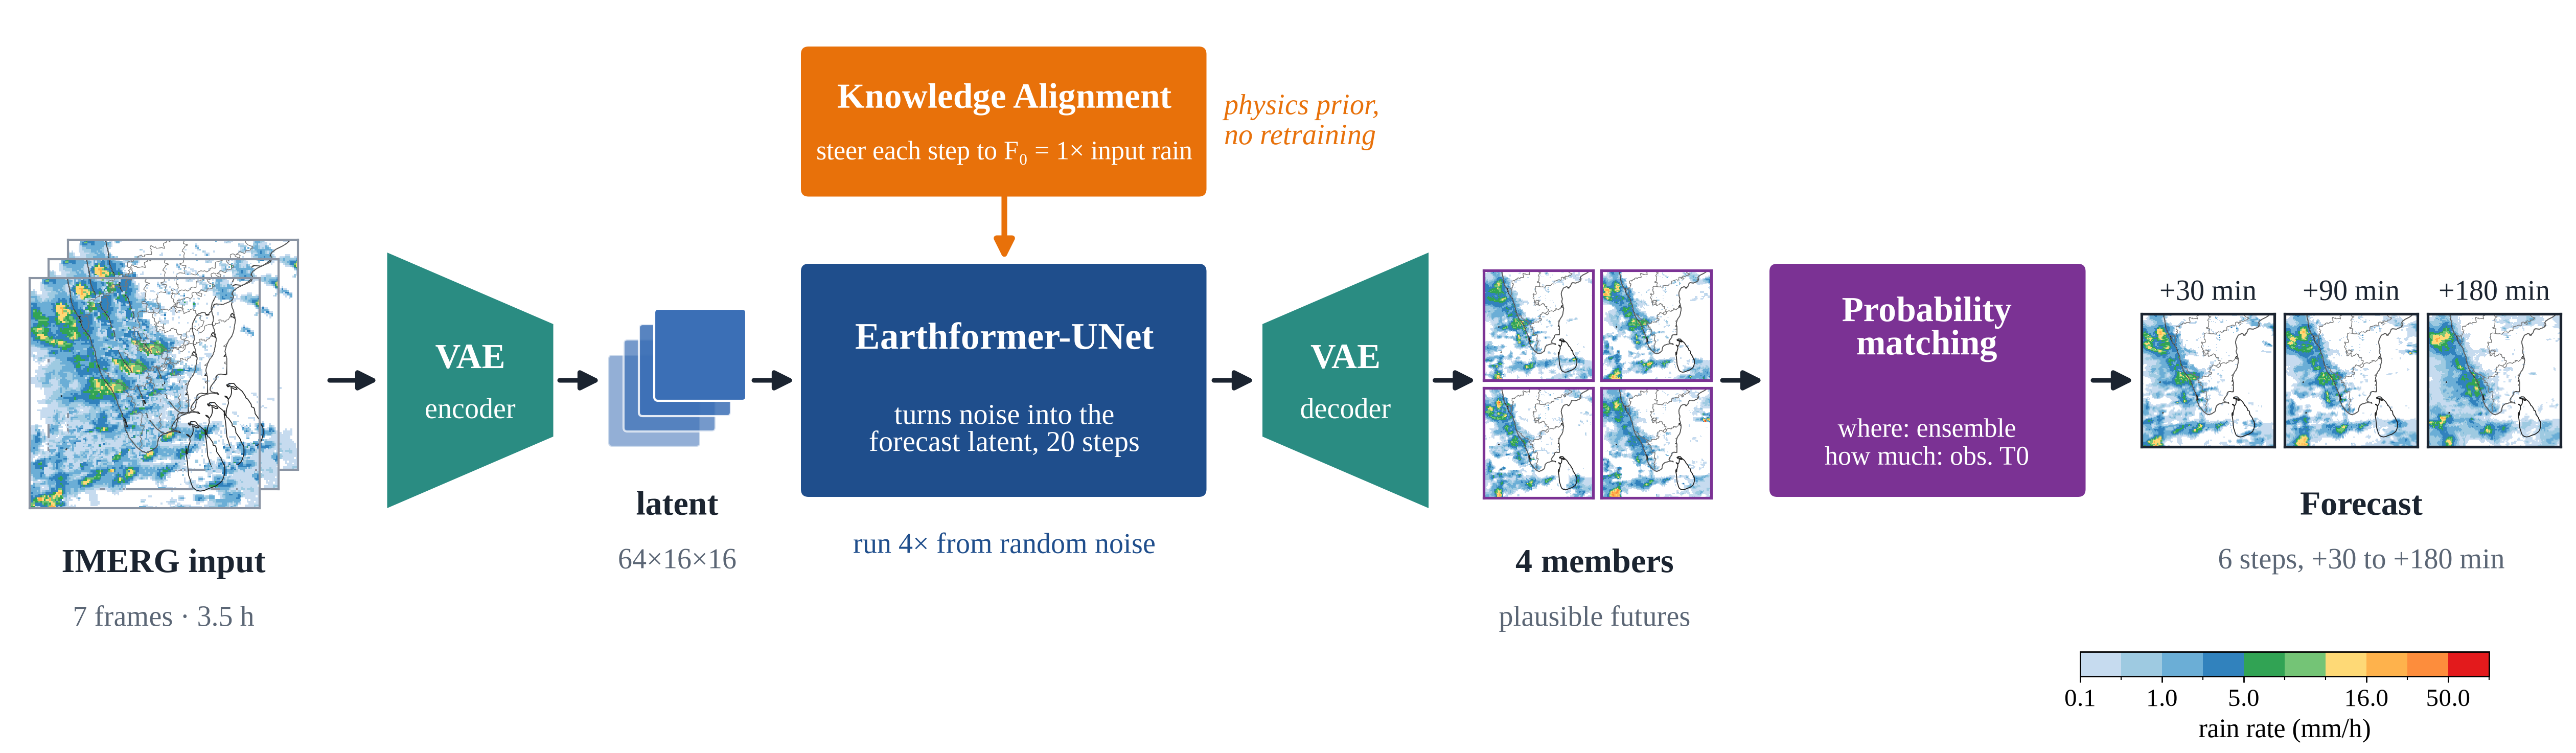 Knowledge Alignment
steer each step to F₀ = 1× input rain
physics prior,
no retraining
IMERG input
7 frames · 3.5 h
VAE
encoder
latent
64×16×16
Earthformer-UNet
turns noise into the
forecast latent, 20 steps
run 4× from random noise
VAE
decoder
4 members
plausible futures
Probability
matching
where: ensemble
how much: obs. T0
+30 min +90 min +180 min
Forecast
6 steps, +30 to +180 min
0.1 1.0 5.0 16.0 50.0
rain rate (mm/h)